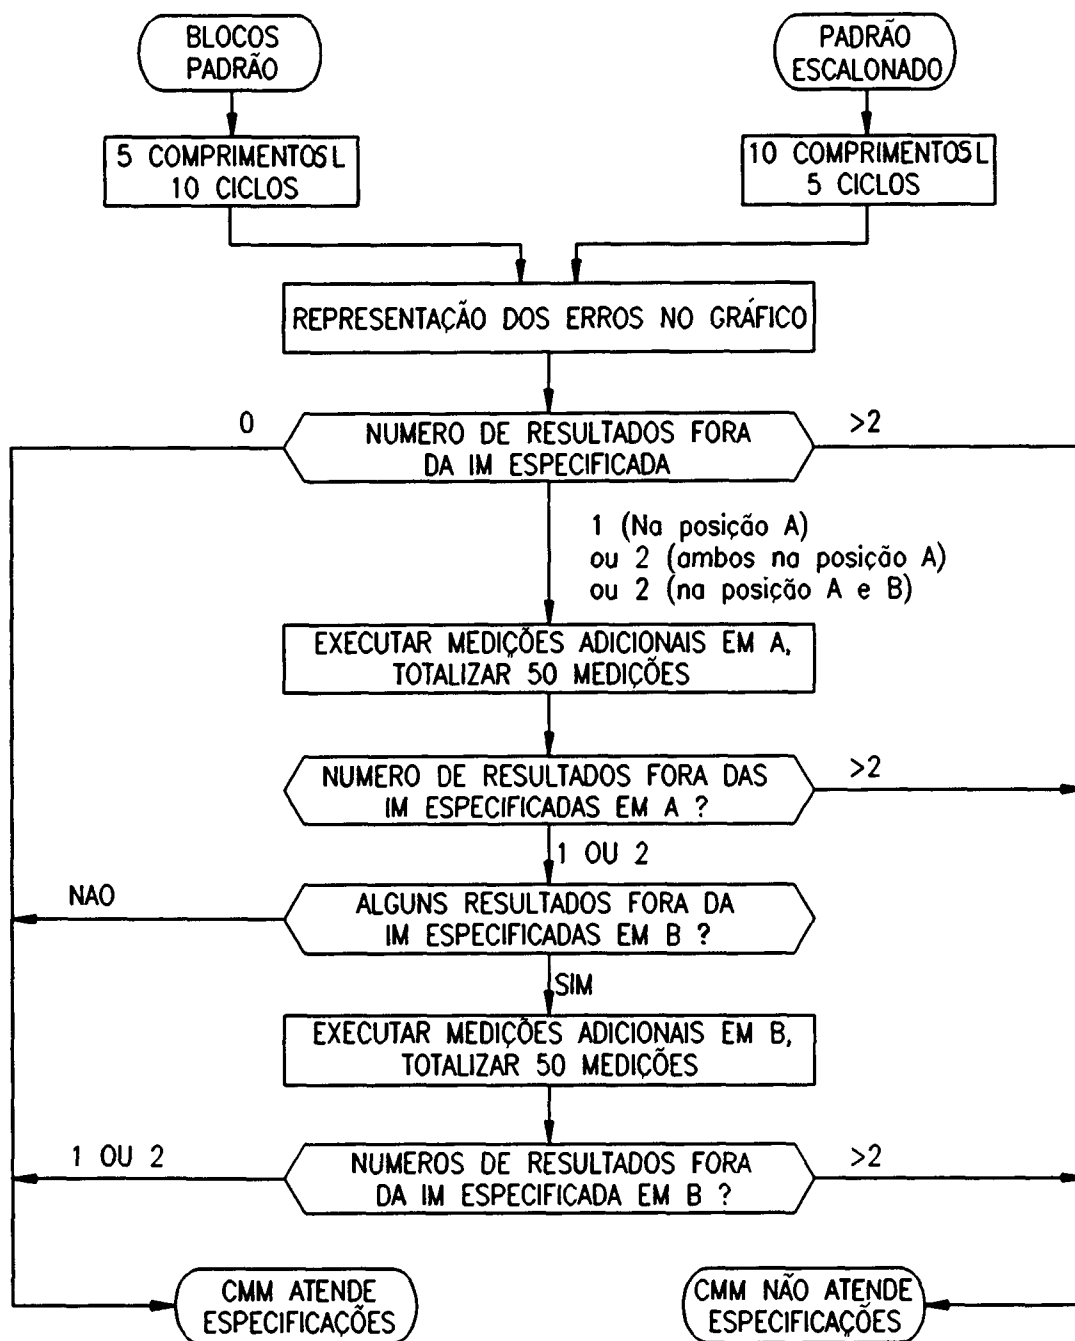 BLOCOS
PADRÃO
PADRÃO
ESCALONADO
5 COMPRIMENTOS L
10 CICLOS
10 COMPRIMENTOS L
5 CICLOS
REPRESENTAÇÃO DOS ERROS NO GRÁFICO
0
NUMERO DE RESULTADOS FORA
DA IM ESPECIFICADA
>2
1 (Na posição A)
ou 2 (ambos na posição A)
ou 2 (na posição A e B)
EXECUTAR MEDIÇÕES ADICIONAIS EM A,
TOTALIZAR 50 MEDIÇÕES
NUMERO DE RESULTADOS FORA DAS
IM ESPECIFICADAS EM A ?
>2
1 OU 2
NAO
ALGUNS RESULTADOS FORA DA
IM ESPECIFICADAS EM B ?
SIM
EXECUTAR MEDIÇÕES ADICIONAIS EM B,
TOTALIZAR 50 MEDIÇÕES
1 OU 2
NUMEROS DE RESULTADOS FORA
DA IM ESPECIFICADA EM B ?
>2
CMM ATENDE
ESPECIFICAÇÕES
CMM NÃO ATENDE
ESPECIFICAÇÕES